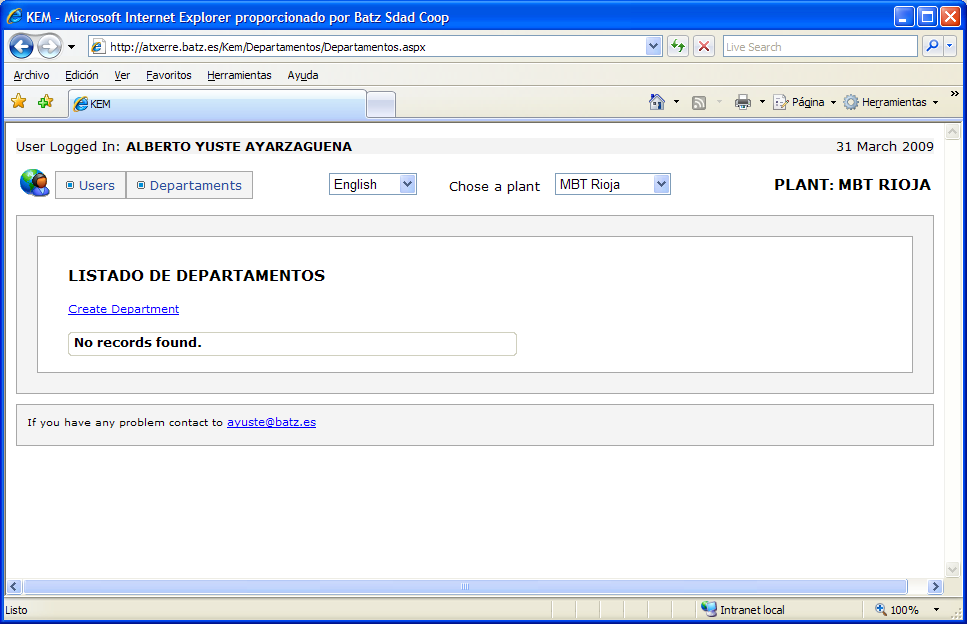 KEM - Microsoft Internet Explorer proporcionado por Batz Sdad Coop
http://atxerre.batz.es/Kem/Departamentos/Departamentos.aspx
Live Search
Archivo Edición Ver Favoritos Herramientas Ayuda
KEM
Página Herramientas »
User Logged In: ALBERTO YUSTE AYARZAGUENA
31 March 2009
Users Departaments
English
Chose a plant
MBT Rioja
PLANT: MBT RIOJA
LISTADO DE DEPARTAMENTOS
Create Department
No records found.
If you have any problem contact to ayuste@batz.es
Listo
Intranet local
100%